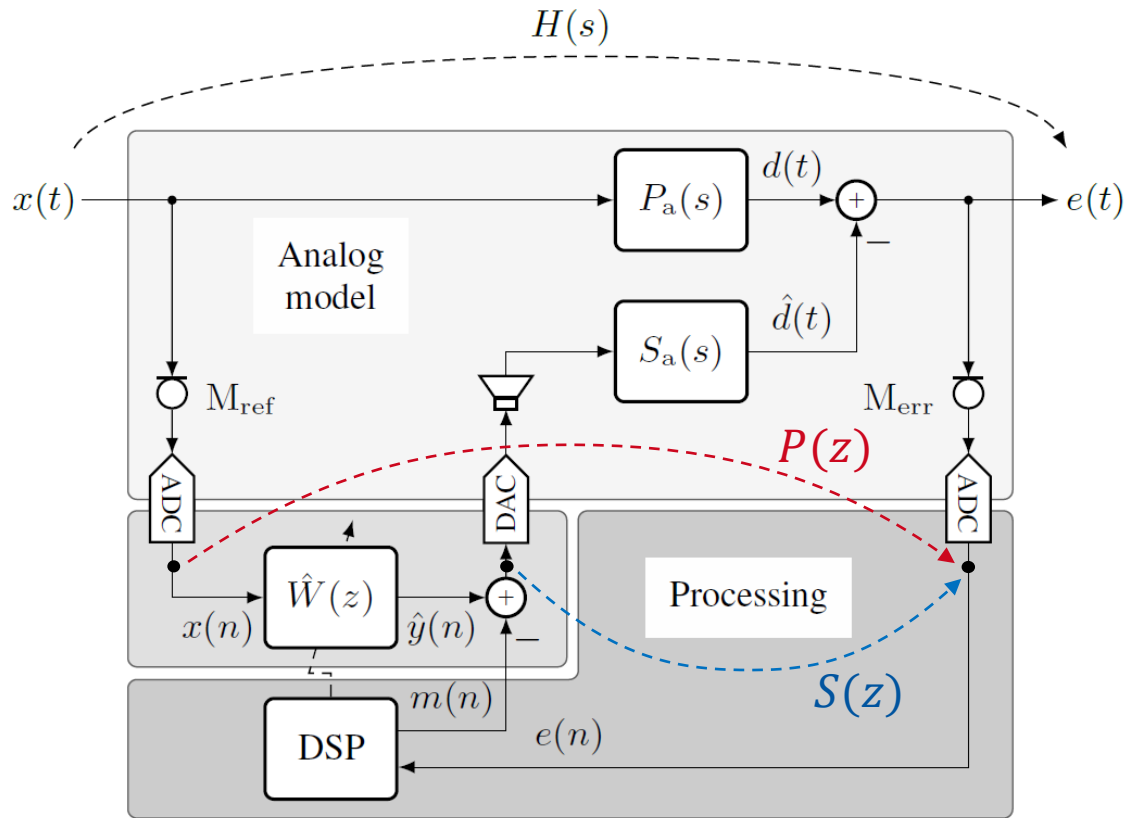 H(s)
x(t)
P_a(s)
d(t)
+
e(t)
−
Analog
model
S_a(s)
d̂(t)
M_ref
M_err
P(z)
ADC
DAC
ADC
Ŵ(z)
+
Processing
x(n)
ŷ(n)
−
m(n)
S(z)
DSP
e(n)